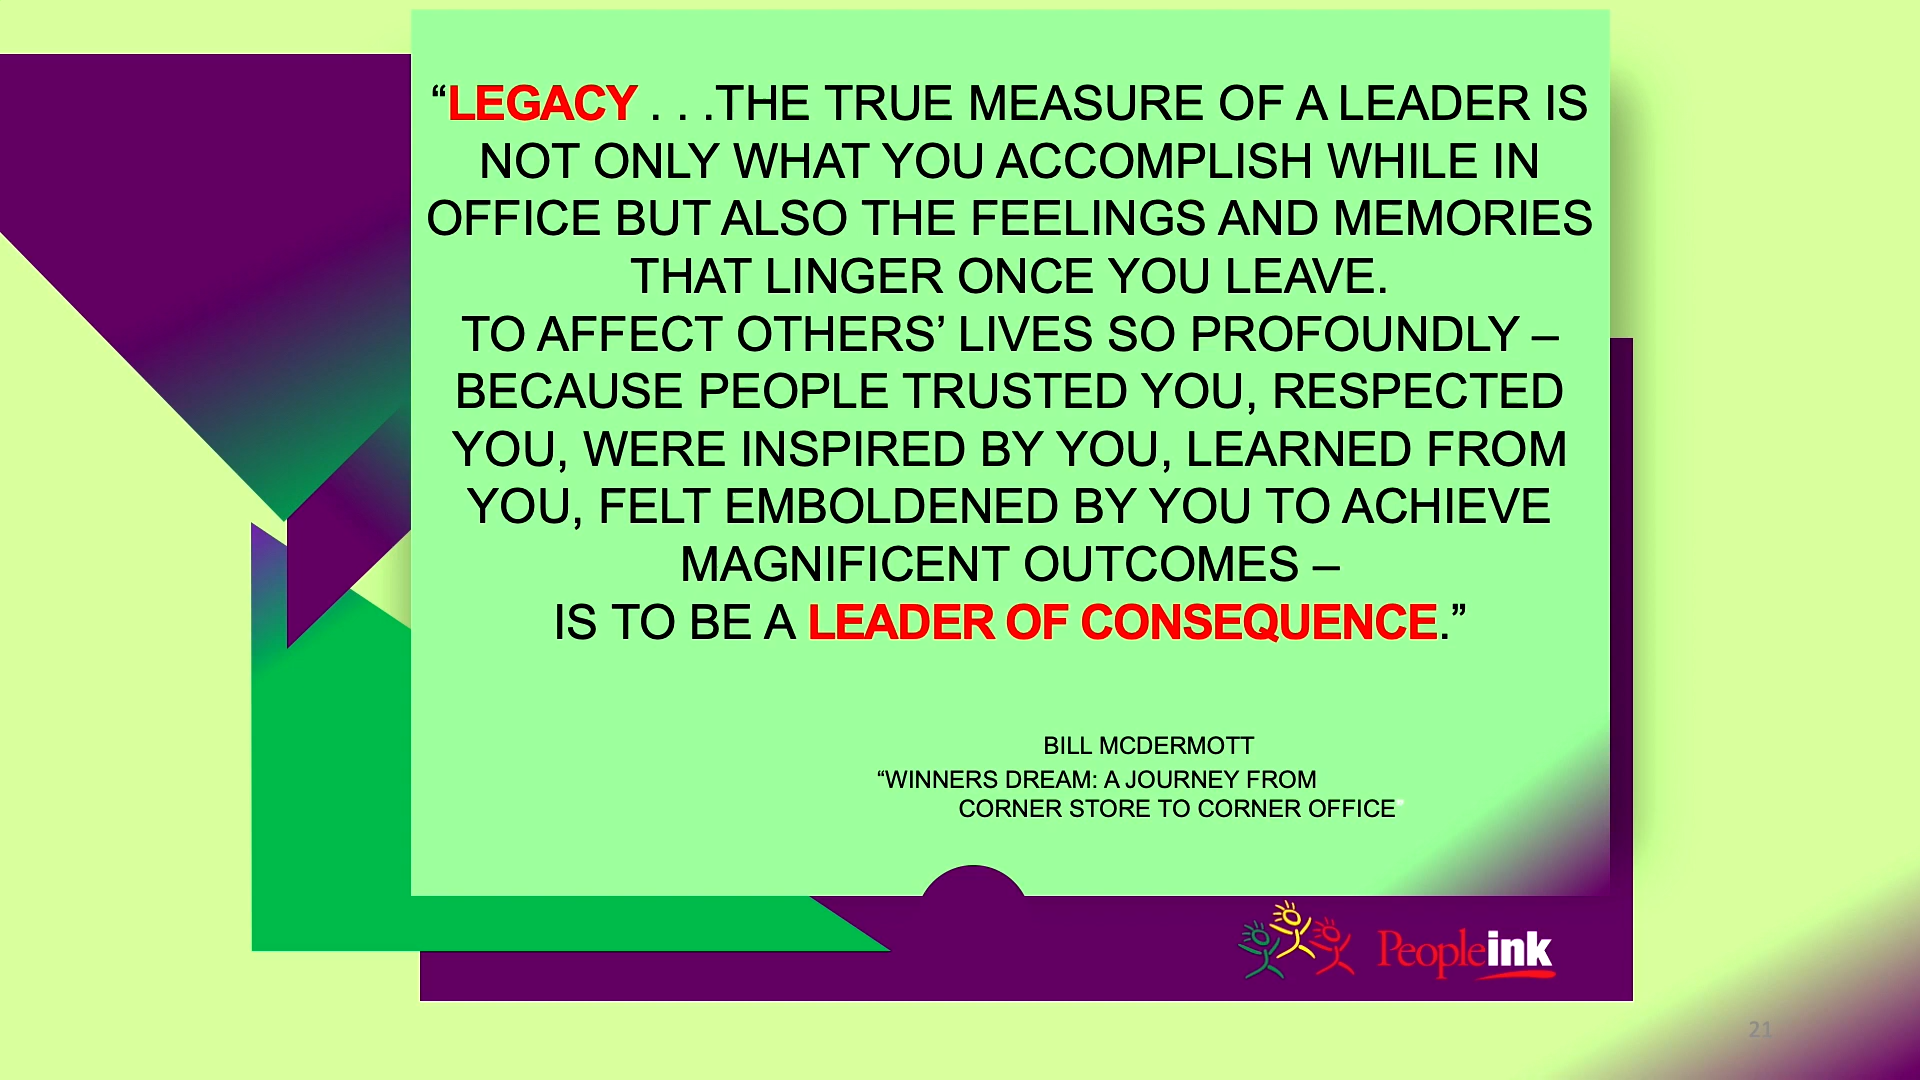 “LEGACY . . .THE TRUE MEASURE OF A LEADER IS
NOT ONLY WHAT YOU ACCOMPLISH WHILE IN
OFFICE BUT ALSO THE FEELINGS AND MEMORIES
THAT LINGER ONCE YOU LEAVE.
TO AFFECT OTHERS’ LIVES SO PROFOUNDLY –
BECAUSE PEOPLE TRUSTED YOU, RESPECTED
YOU, WERE INSPIRED BY YOU, LEARNED FROM
YOU, FELT EMBOLDENED BY YOU TO ACHIEVE
MAGNIFICENT OUTCOMES –
IS TO BE A LEADER OF CONSEQUENCE.”
BILL MCDERMOTT
“WINNERS DREAM: A JOURNEY FROM
CORNER STORE TO CORNER OFFICE”
Peopleink
21